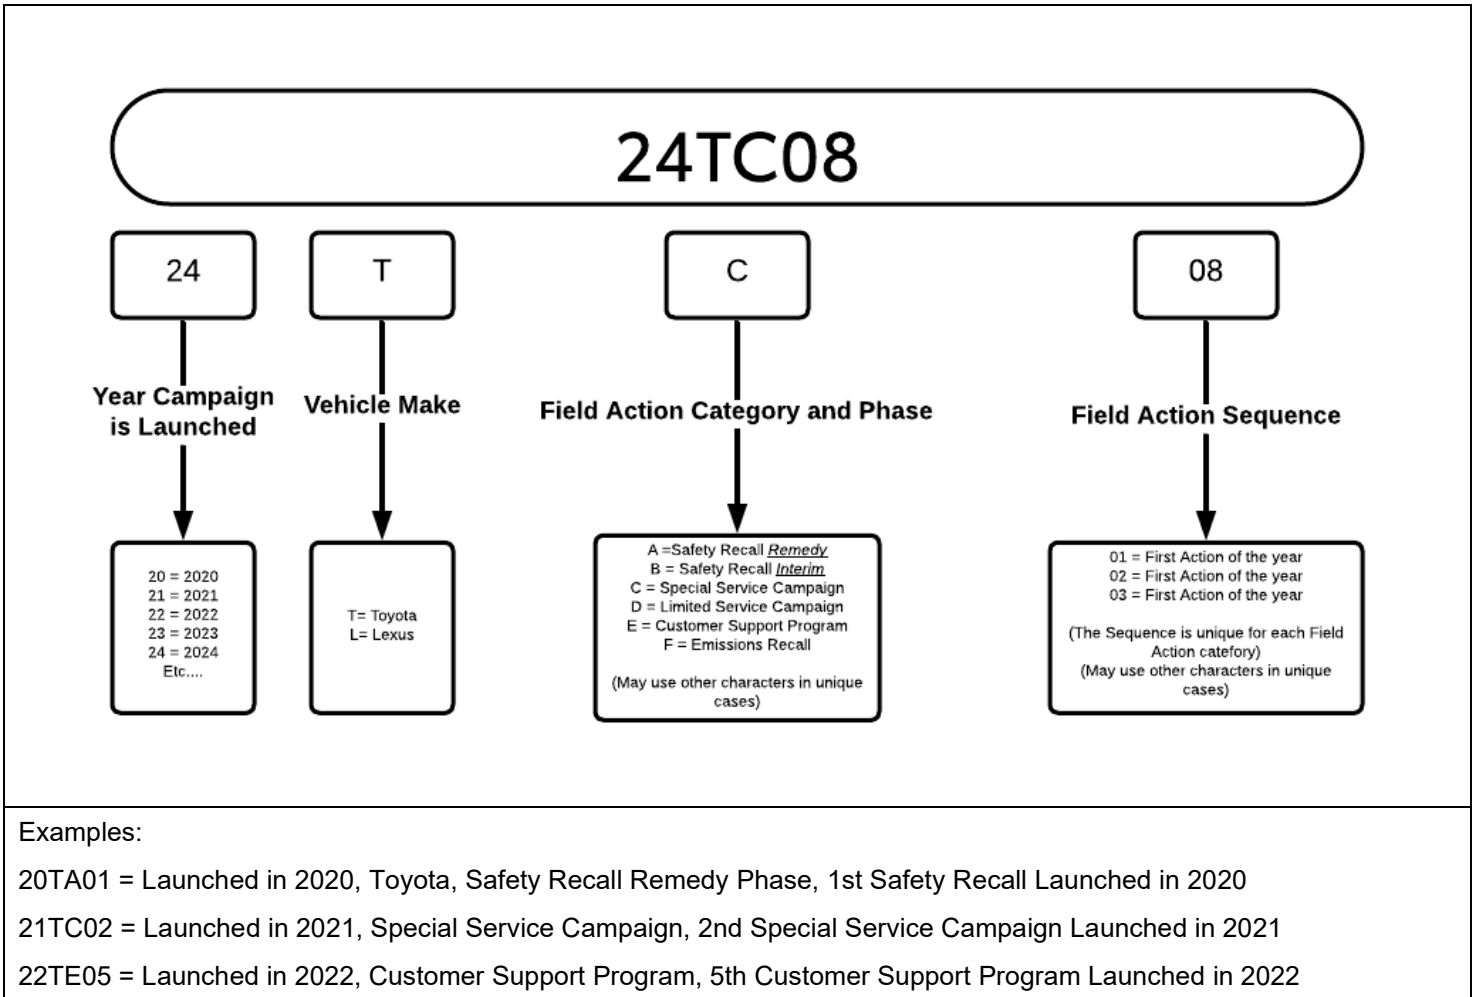 24TC08
24
T
C
08
Year Campaign
is Launched
Vehicle Make
Field Action Category and Phase
Field Action Sequence
20 = 2020
21 = 2021
22 = 2022
23 = 2023
24 = 2024
Etc....
T= Toyota
L= Lexus
A =Safety Recall Remedy
B = Safety Recall Interim
C = Special Service Campaign
D = Limited Service Campaign
E = Customer Support Program
F = Emissions Recall
(May use other characters in unique
cases)
01 = First Action of the year
02 = First Action of the year
03 = First Action of the year
(The Sequence is unique for each Field
Action catefory)
(May use other characters in unique
cases)
Examples:
20TA01 = Launched in 2020, Toyota, Safety Recall Remedy Phase, 1st Safety Recall Launched in 2020
21TC02 = Launched in 2021, Special Service Campaign, 2nd Special Service Campaign Launched in 2021
22TE05 = Launched in 2022, Customer Support Program, 5th Customer Support Program Launched in 2022